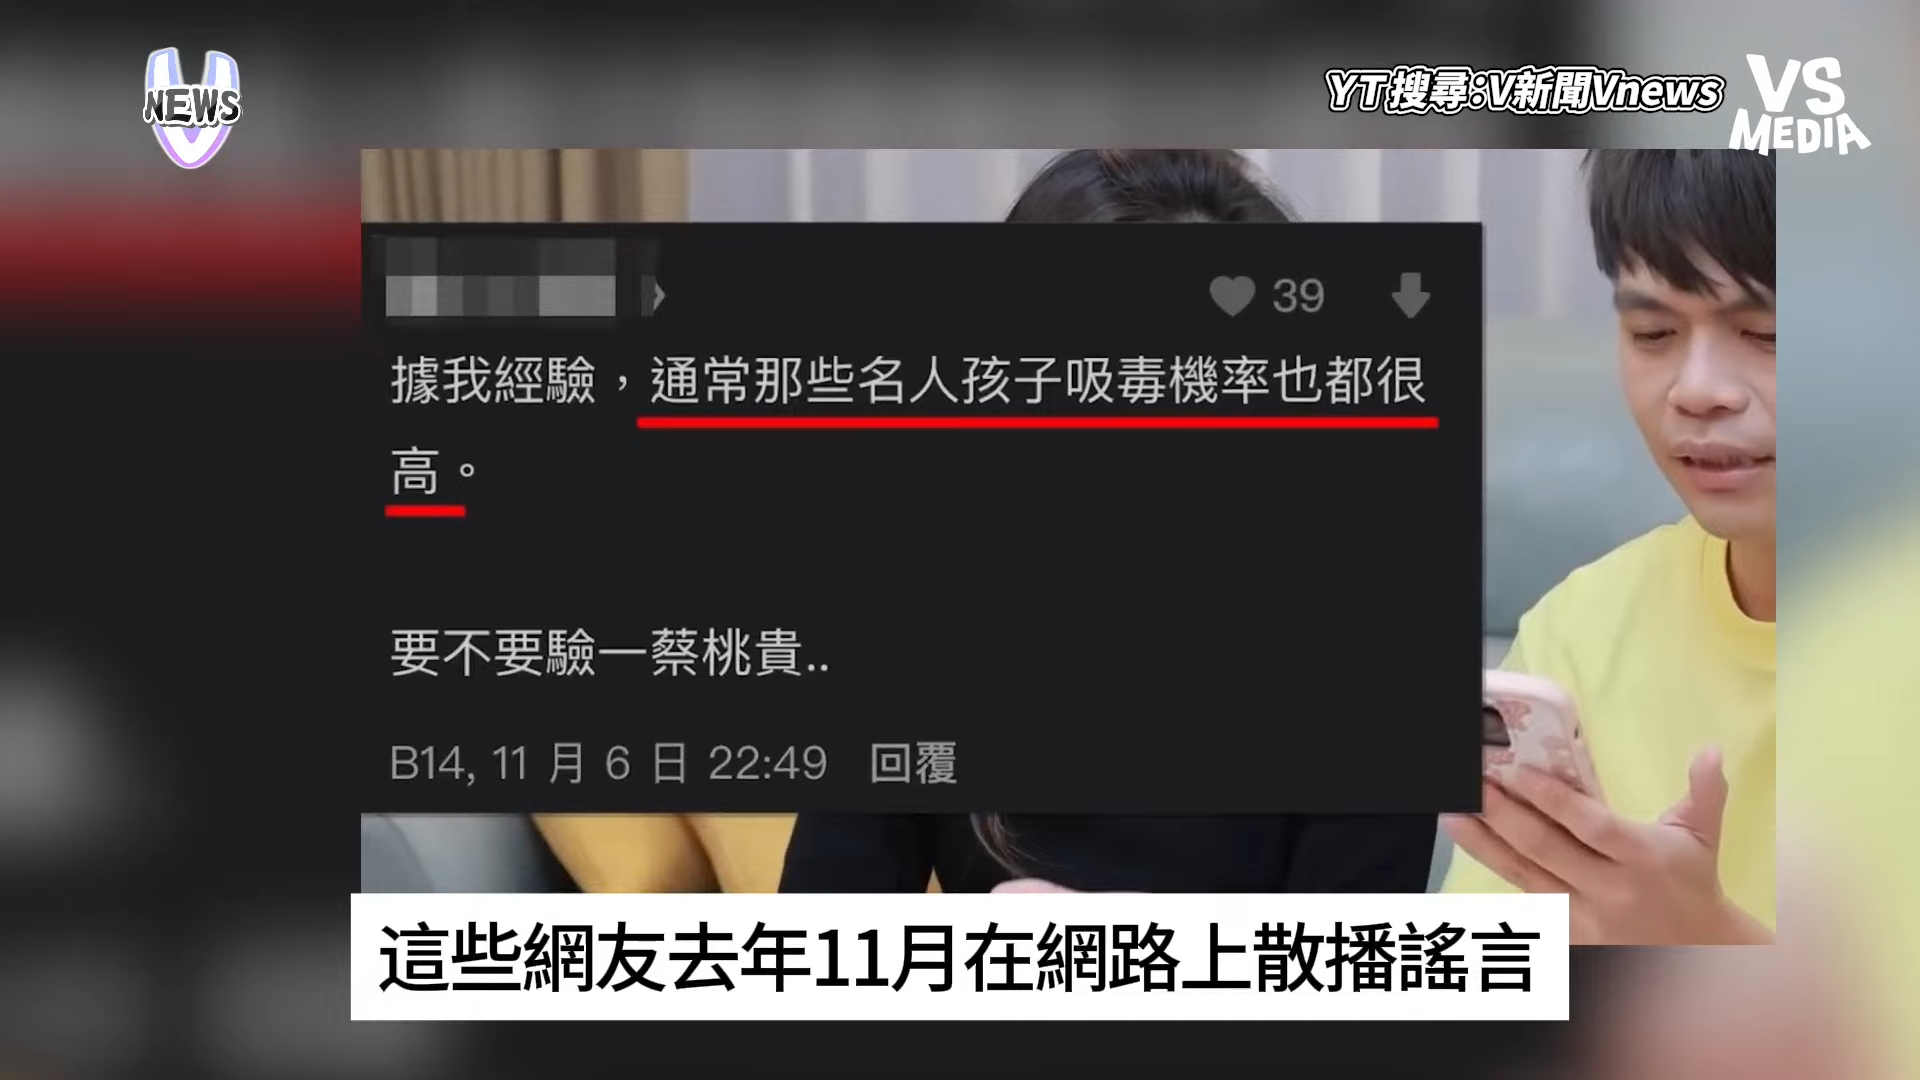 NEWS
YT搜尋:V新聞Vnews
VS
MEDIA
39
據我經驗，通常那些名人孩子吸毒機率也都很
高。
要不要驗一蔡桃貴..
B14, 11 月 6 日 22:49 回覆
這些網友去年11月在網路上散播謠言